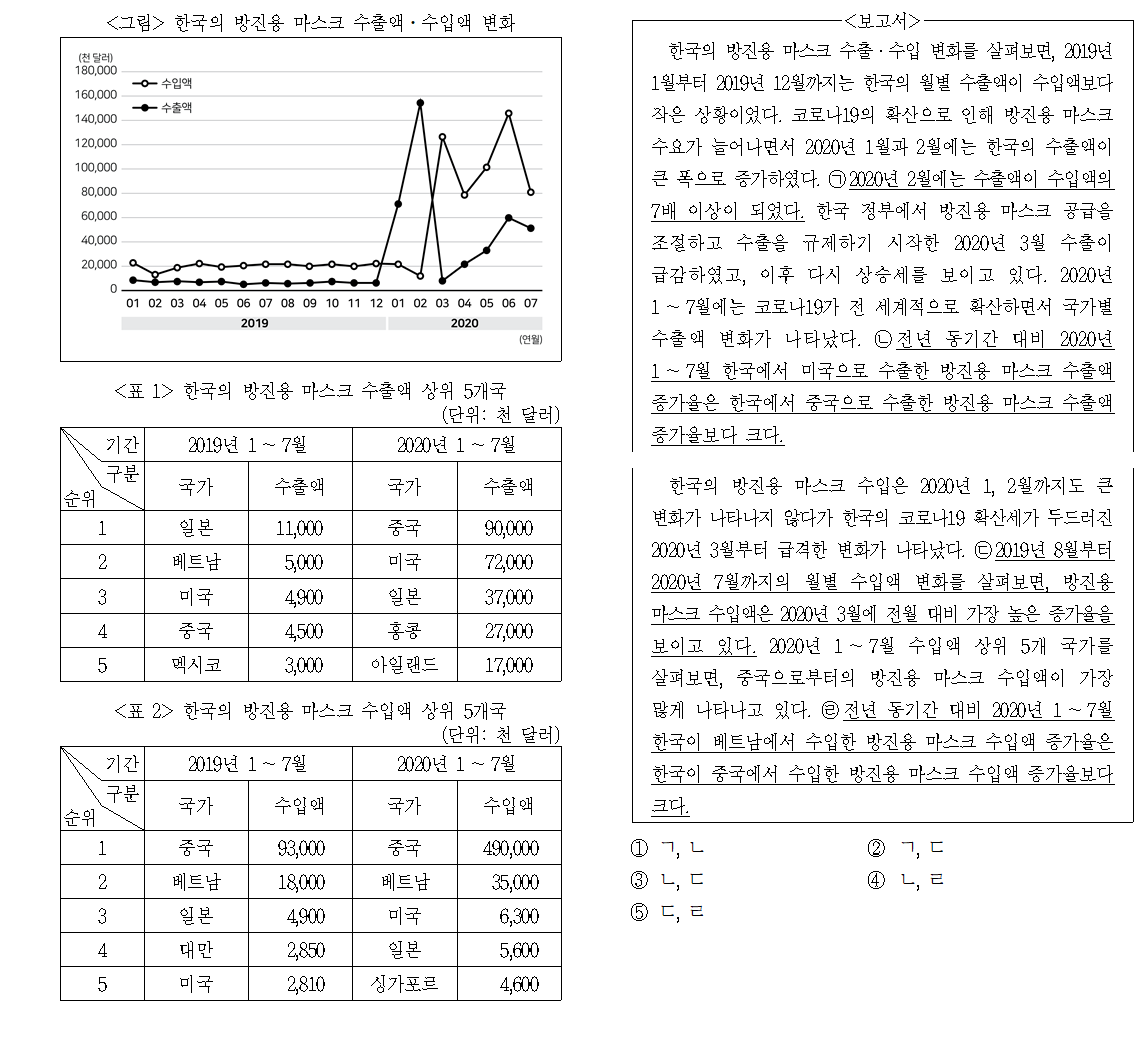 <그림> 한국의 방진용 마스크 수출액·수입액 변화
(천 달러)
180,000
160,000
140,000
120,000
100,000
80,000
60,000
40,000
20,000
0
수입액
수출액
01 02 03 04 05 06 07 08 09 10 11 12 01 02 03 04 05 06 07
2019 2020
(연월)
<표 1> 한국의 방진용 마스크 수출액 상위 5개국
(단위: 천 달러)
기간 2019년 1~7월 2020년 1~7월
구분
순위 국가 수출액 국가 수출액
1 일본 11,000 중국 90,000
2 베트남 5,000 미국 72,000
3 미국 4,900 일본 37,000
4 중국 4,500 홍콩 27,000
5 멕시코 3,000 아일랜드 17,000
<표 2> 한국의 방진용 마스크 수입액 상위 5개국
(단위: 천 달러)
기간 2019년 1~7월 2020년 1~7월
구분
순위 국가 수입액 국가 수입액
1 중국 93,000 중국 490,000
2 베트남 18,000 베트남 35,000
3 일본 4,900 미국 6,300
4 대만 2,850 일본 5,600
5 미국 2,810 싱가포르 4,600
<보고서>
한국의 방진용 마스크 수출·수입 변화를 살펴보면, 2019년
1월부터 2019년 12월까지는 한국의 월별 수출액이 수입액보다
작은 상황이었다. 코로나19의 확산으로 인해 방진용 마스크
수요가 늘어나면서 2020년 1월과 2월에는 한국의 수출액이
큰 폭으로 증가하였다. ㉠2020년 2월에는 수출액이 수입액의
7배 이상이 되었다. 한국 정부에서 방진용 마스크 공급을
조절하고 수출을 규제하기 시작한 2020년 3월 수출이
급감하였고, 이후 다시 상승세를 보이고 있다. 2020년
1~7월에는 코로나19가 전 세계적으로 확산하면서 국가별
수출액 변화가 나타났다. ㉡전년 동기간 대비 2020년
1~7월 한국에서 미국으로 수출한 방진용 마스크 수출액
증가율은 한국에서 중국으로 수출한 방진용 마스크 수출액
증가율보다 크다.
한국의 방진용 마스크 수입은 2020년 1, 2월까지도 큰
변화가 나타나지 않다가 한국의 코로나19 확산세가 두드러진
2020년 3월부터 급격한 변화가 나타났다. ㉢2019년 8월부터
2020년 7월까지의 월별 수입액 변화를 살펴보면, 방진용
마스크 수입액은 2020년 3월에 전월 대비 가장 높은 증가율을
보이고 있다. 2020년 1~7월 수입액 상위 5개 국가를
살펴보면, 중국으로부터의 방진용 마스크 수입액이 가장
많게 나타나고 있다. ㉣전년 동기간 대비 2020년 1~7월
한국이 베트남에서 수입한 방진용 마스크 수입액 증가율은
한국이 중국에서 수입한 방진용 마스크 수입액 증가율보다
크다.
① ㄱ, ㄴ ② ㄱ, ㄷ
③ ㄴ, ㄷ ④ ㄴ, ㄹ
⑤ ㄷ, ㄹ